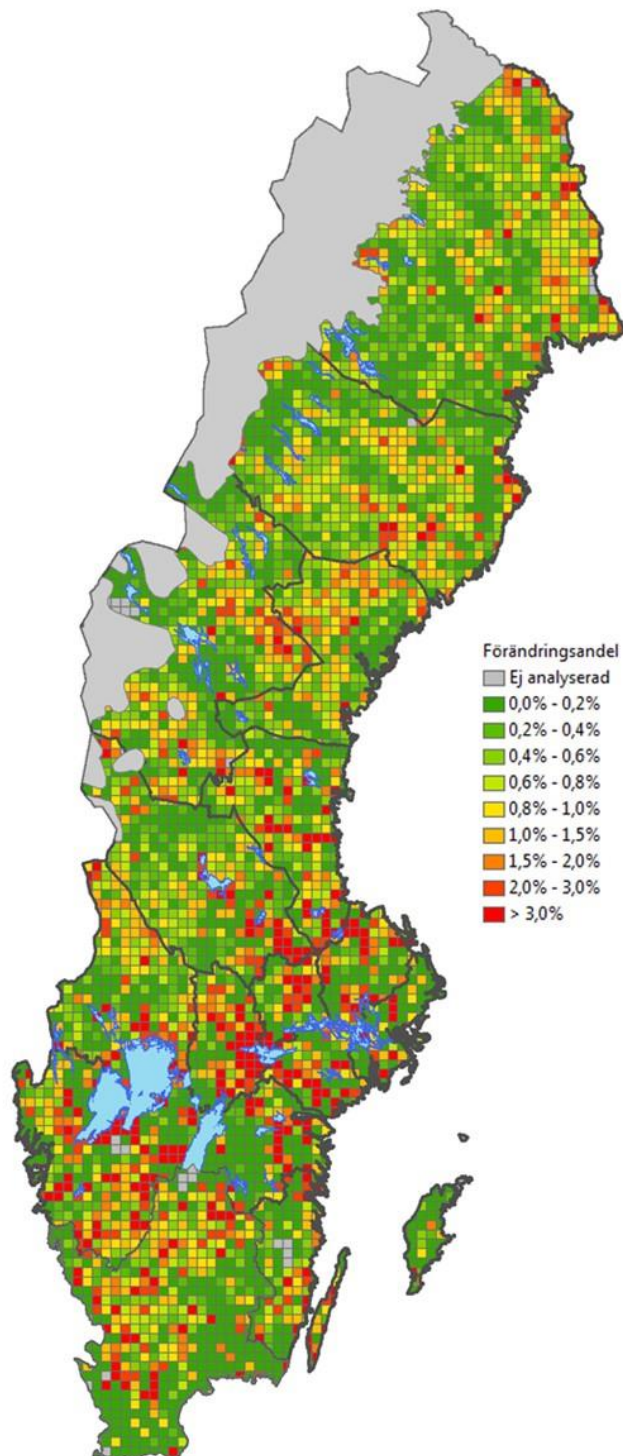 Förändringsandel
Ej analyserad
0,0% - 0,2%
0,2% - 0,4%
0,4% - 0,6%
0,6% - 0,8%
0,8% - 1,0%
1,0% - 1,5%
1,5% - 2,0%
2,0% - 3,0%
> 3,0%